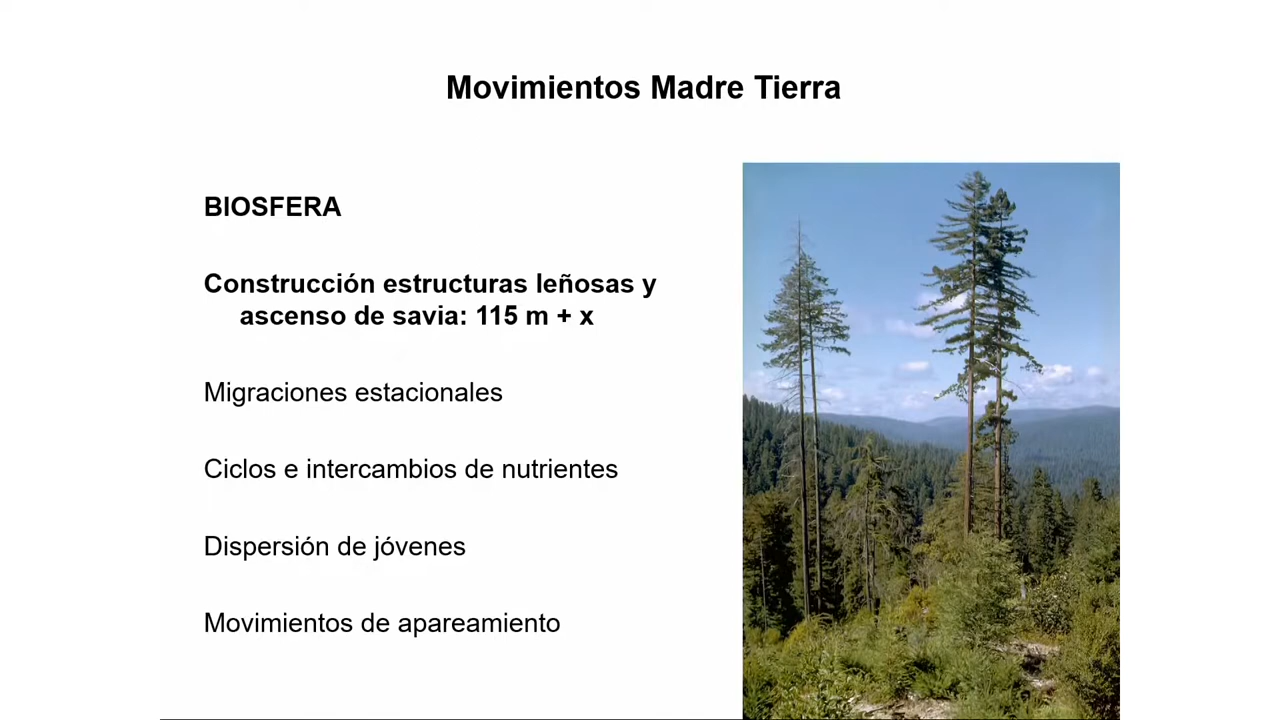 Movimientos Madre Tierra
BIOSFERA
Construcción estructuras leñosas y
ascenso de savia: 115 m + x
Migraciones estacionales
Ciclos e intercambios de nutrientes
Dispersión de jóvenes
Movimientos de apareamiento